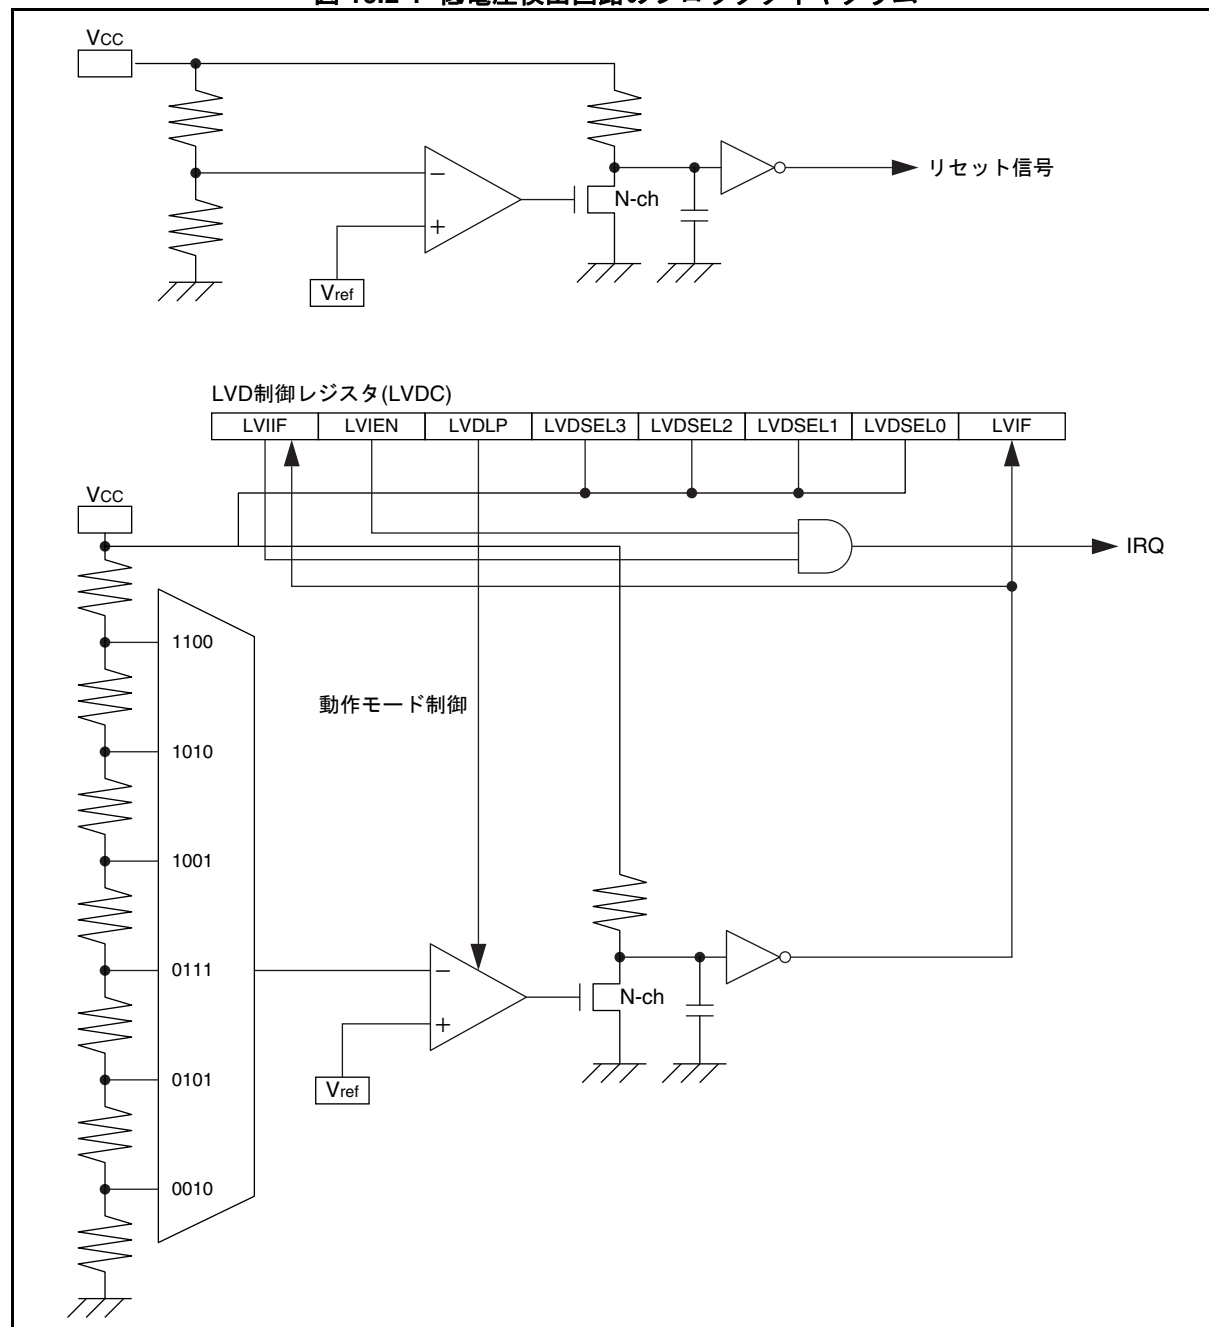 Vcc
リセット信号
N-ch
−
+
Vref
LVD制御レジスタ(LVDC)
LVIIF LVIEN LVDLP LVDSEL3 LVDSEL2 LVDSEL1 LVDSEL0 LVIF
Vcc
IRQ
1100
動作モード制御
1010
1001
0111
−
N-ch
+
0101
Vref
0010